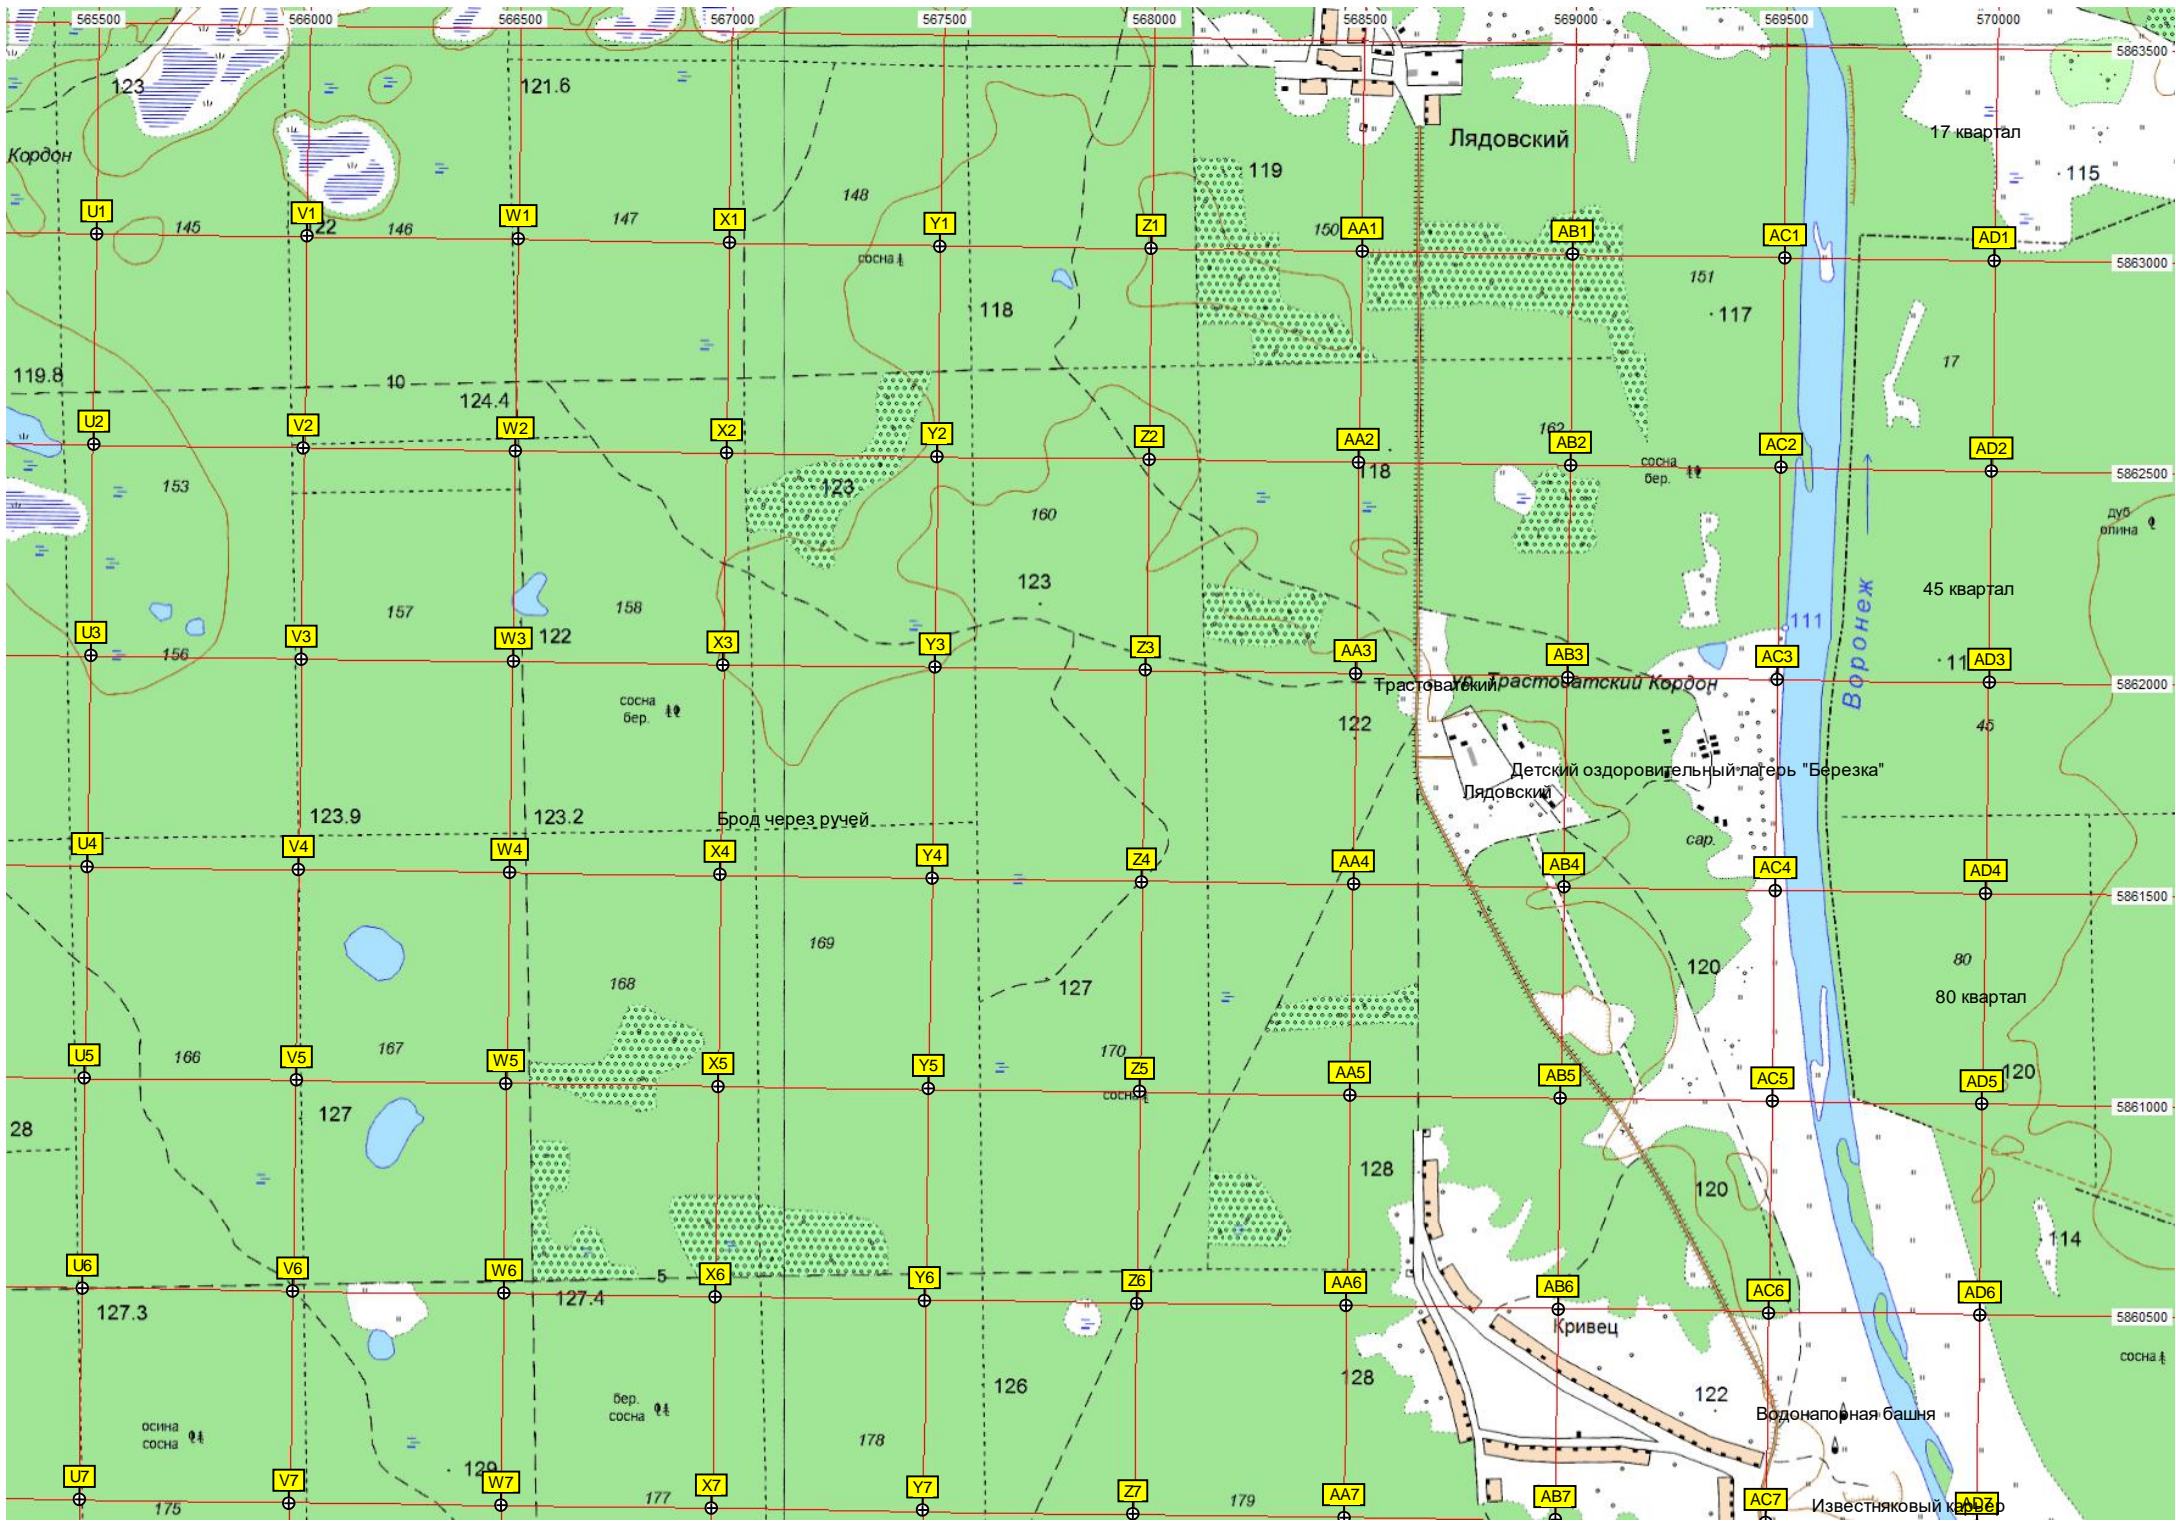 565500 566000 566500 567000 567500 568000 568500 569000 569500 570000
5863500
123 121.6
17 квартал
Лядовский
Кордон
119 115
148
U1 V1 W1 X1 Y1 Z1 AA1 AB1 AC1 AD1
145 22 146 147 150
сосна
5863000
151
118 117
17
119.8 10
124.4
U2 V2 W2 X2 Y2 Z2 AA2 AB2 AC2 AD2
162
118
сосна
бер.
5862500
153 123
160
дуб
олина
123
45 квартал
157 158
111
Воронеж
U3 V3 W3 122 X3 Y3 Z3 AA3 AB3 AC3 AD3
156
11
Трастоватский
ур. Трастоватский Кордон
5862000
сосна
бер.
122
45
Детский оздоровительный лагерь "Березка"
Лядовский
123.9 123.2
Брод через ручей
сар.
U4 V4 W4 X4 Y4 Z4 AA4 AB4 AC4 AD4
5861500
169
80
120
168 127
80 квартал
166 167 170
U5 V5 W5 X5 Y5 Z5 AA5 AB5 AC5 AD5
120
сосна
5861000
127
28
128
120
114
U6 V6 W6 5 X6 Y6 Z6 AA6 AB6 AC6 AD6
127.3 127.4
5860500
Кривец
сосна
128
126
122
бер.
сосна
Водонапорная башня
осина
сосна
178
129
U7 V7 W7 X7 Y7 Z7 AA7 AB7 AC7 AD7
175 177 179
Известняковый карьер